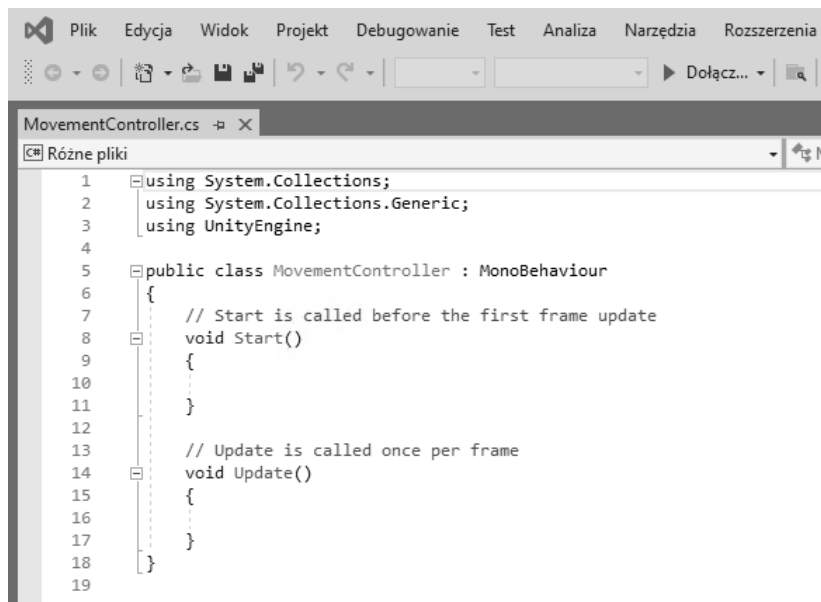 Plik Edycja Widok Projekt Debugowanie Test Analiza Narzędzia Rozszerzenia
Dołącz...
MovementController.cs
C# Różne pliki
1 using System.Collections;
2 using System.Collections.Generic;
3 using UnityEngine;
4
5 public class MovementController : MonoBehaviour
6 {
7 // Start is called before the first frame update
8 void Start()
9 {
10
11 }
12
13 // Update is called once per frame
14 void Update()
15 {
16
17 }
18 }
19